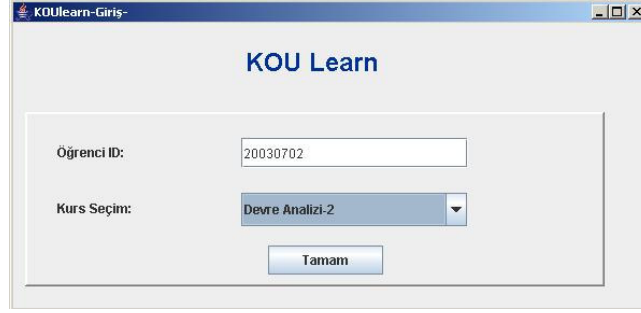 KOUlearn-Giriş-
KOU Learn
Öğrenci ID:
20030702
Kurs Seçim:
Devre Analizi-2
Tamam